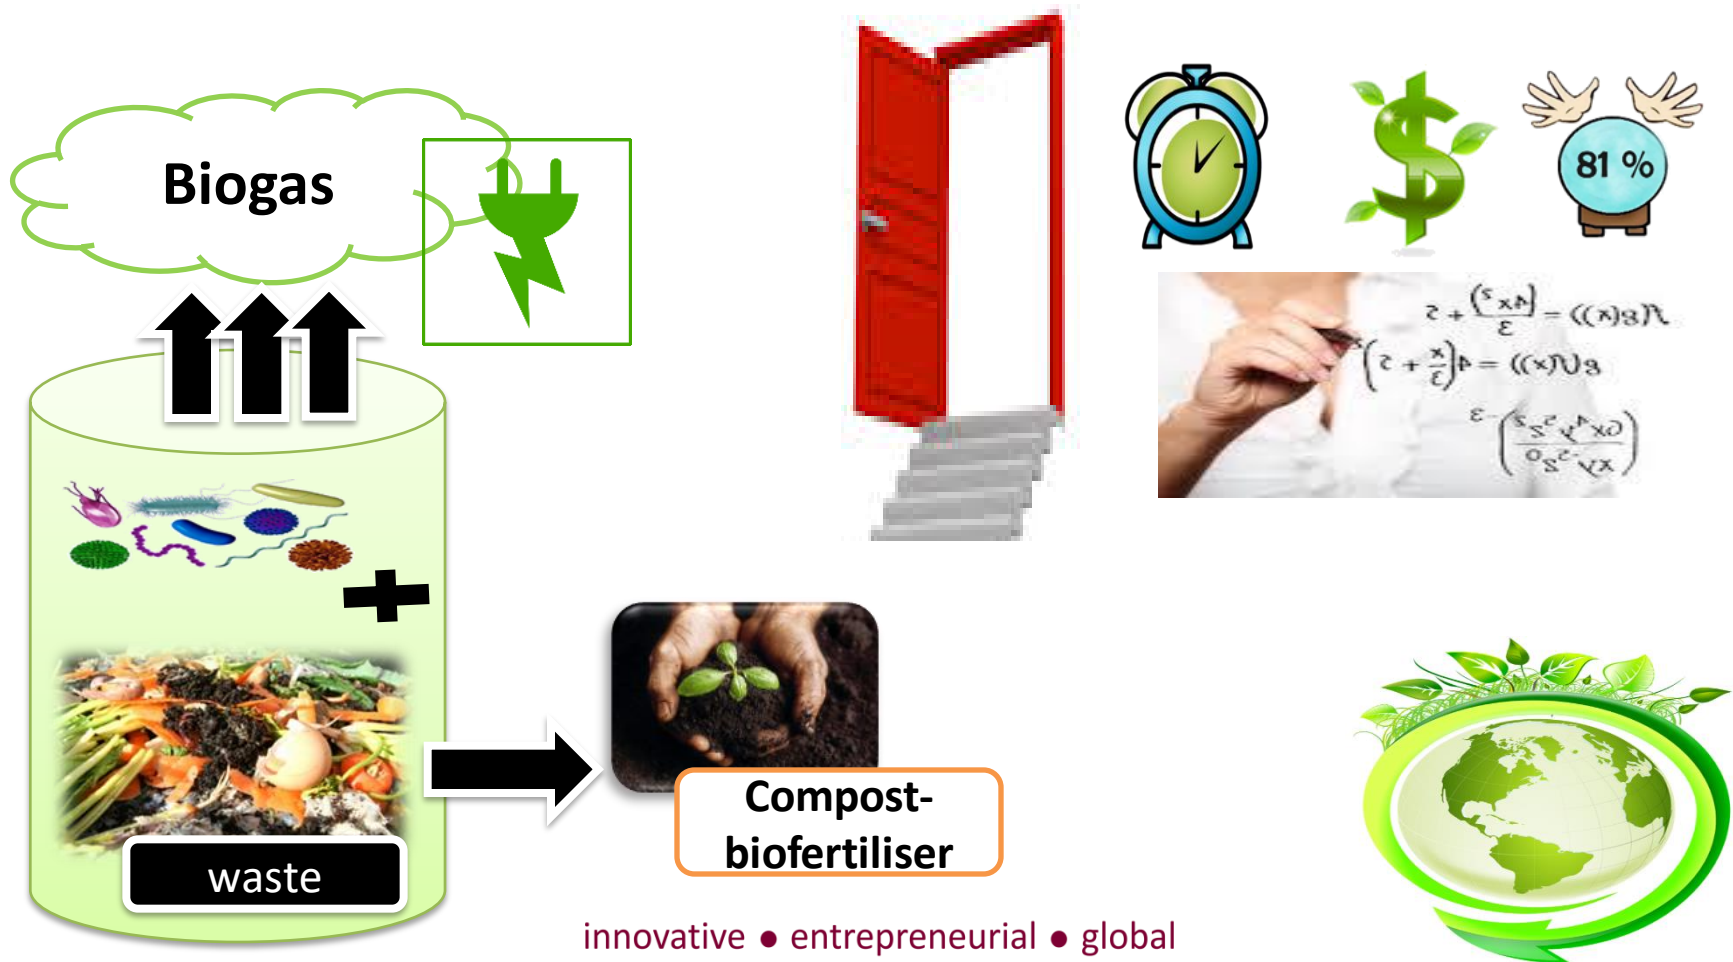 Biogas
81 %
Compost-
biofertiliser
waste
innovative ● entrepreneurial ● global